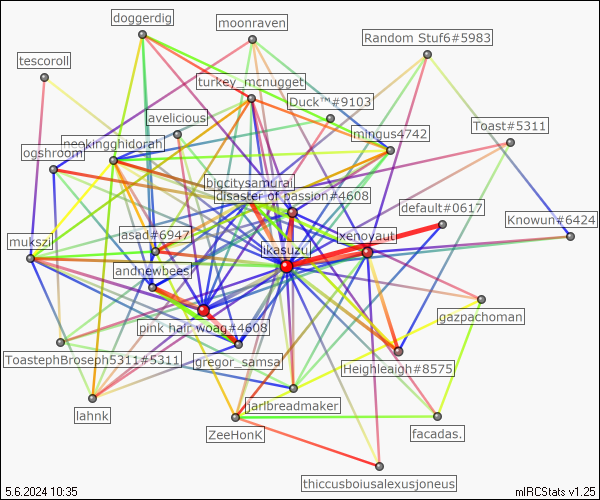 doggerdig
moonraven
Random Stuf6#5983
tescoroll
turkey_mcnugget
Duck™#9103
avelicious
Toast#5311
mingus4742
neokingghidorah
ogshroom
bigcitysamurai
disaster of passion#4608
default#0617
Knowun#6424
asad#6947
xenovauh
mukszi
ikasuzu
andnewbees
gazpachoman
pink hair woag#4608
ToastephBroseph5311#5311
gregor_samsa
Heighleaigh#8575
jarlbreadmaker
lahnk
ZeeHonK
facadas.
thiccusboiusalexusjoneus
5.6.2024 10:35
mIRCStats v1.25